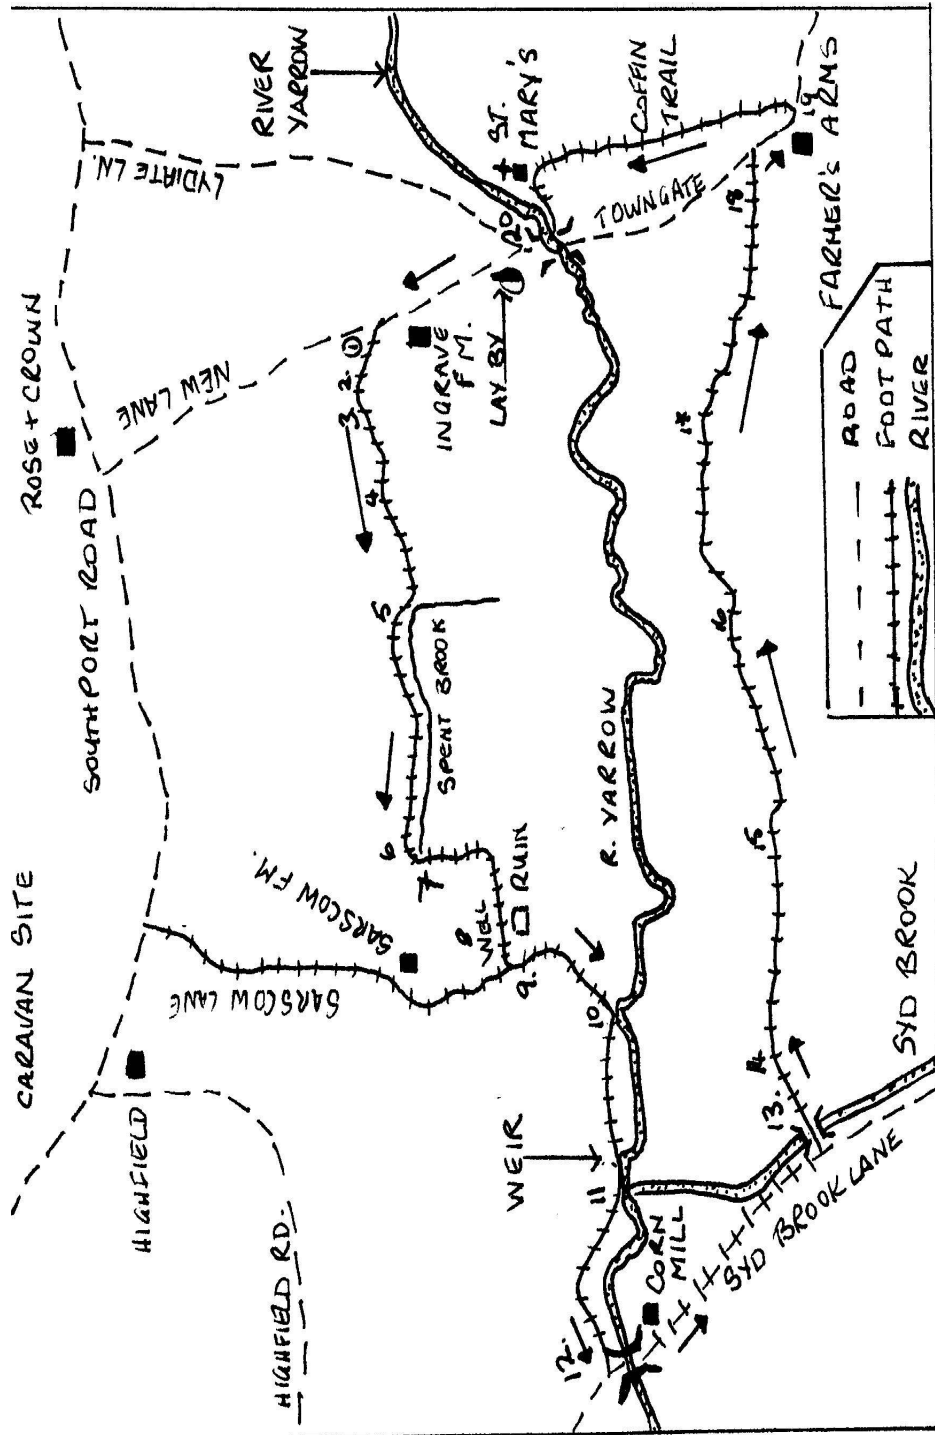 CARAVAN SITE
ROSE + CROWN
SOUTHPORT ROAD
HIGHFIELD
HIGHFIELD RD.
SARSCOW LANE
SARSCOW FM.
NEW LANE
LYDIATE LN.
RIVER
YARROW
1
2.
3
4
5
6
7
8
WELL
9.
RUIN
SPENT BROOK
INGRAVE
FM.
LAY BY
20
ST.
MARY'S
COFFIN
TRAIL
TOWNGATE
R. YARROW
10
WEIR
11
12.
CORN
MILL
SYD BROOK LANE
13.
14
15
16
17
18
19
SYD BROOK
FARMER'S ARMS
ROAD
FOOTPATH
RIVER